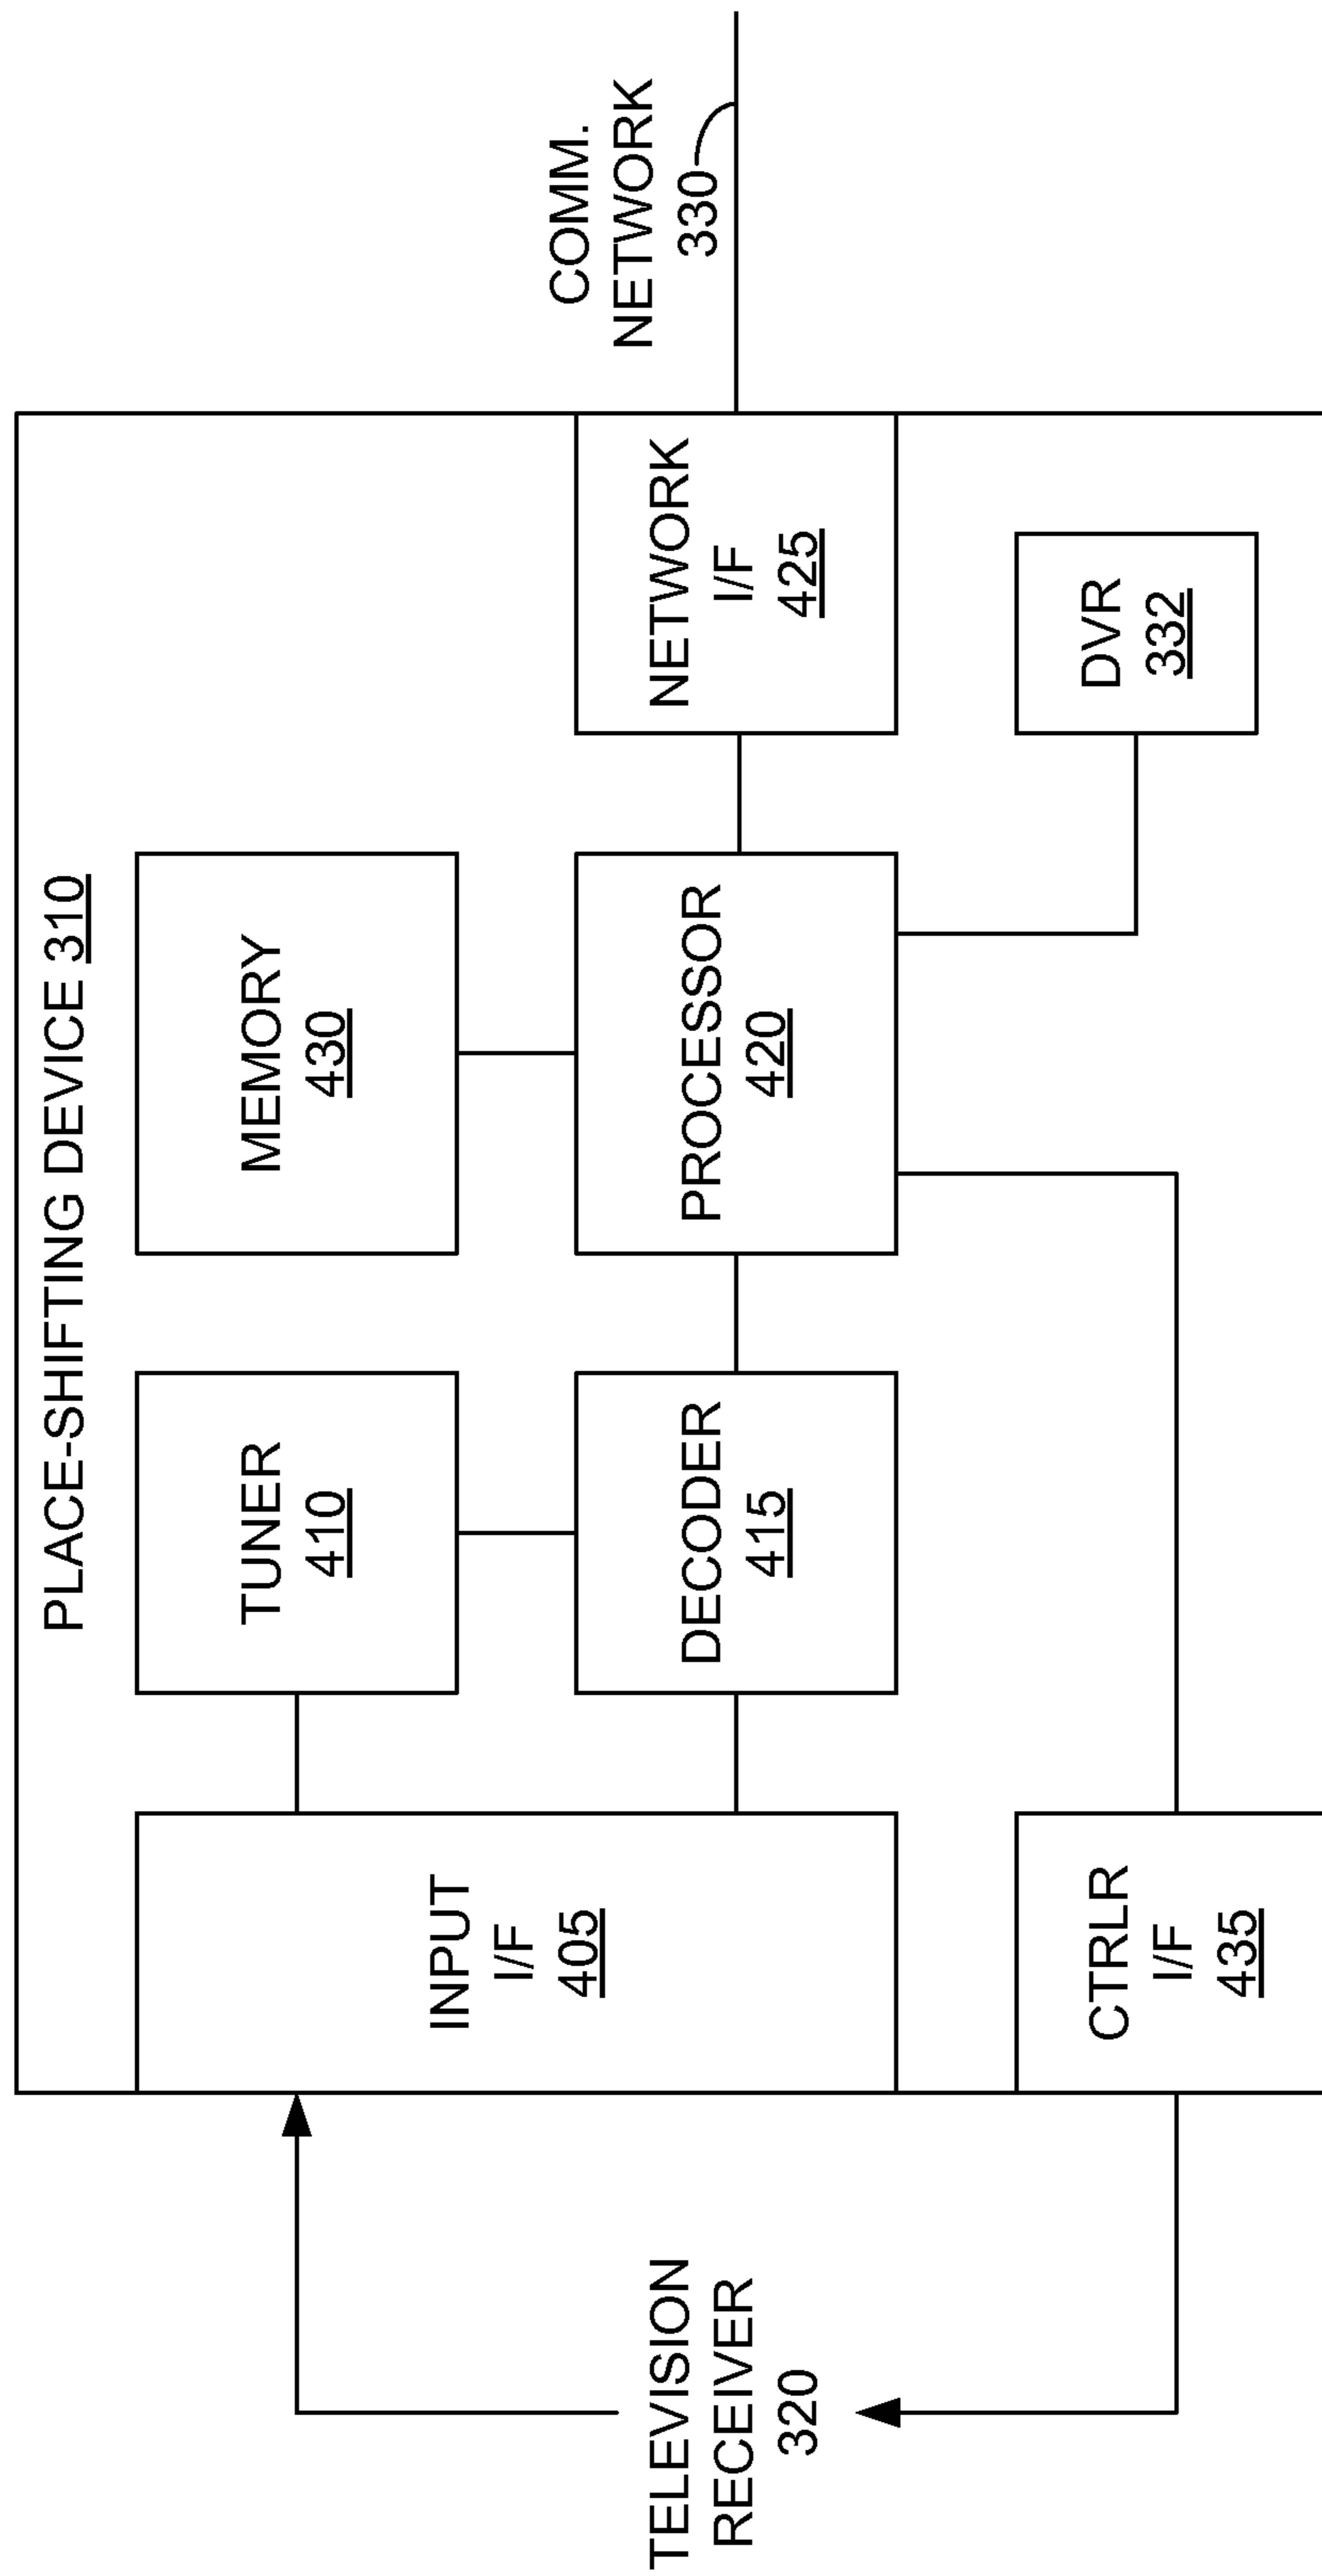 PLACE-SHIFTING DEVICE 310
TELEVISION
RECEIVER
320
INPUT
I/F
405
TUNER
410
MEMORY
430
DECODER
415
PROCESSOR
420
NETWORK
I/F
425
COMM.
NETWORK
330
CTRLR
I/F
435
DVR
332